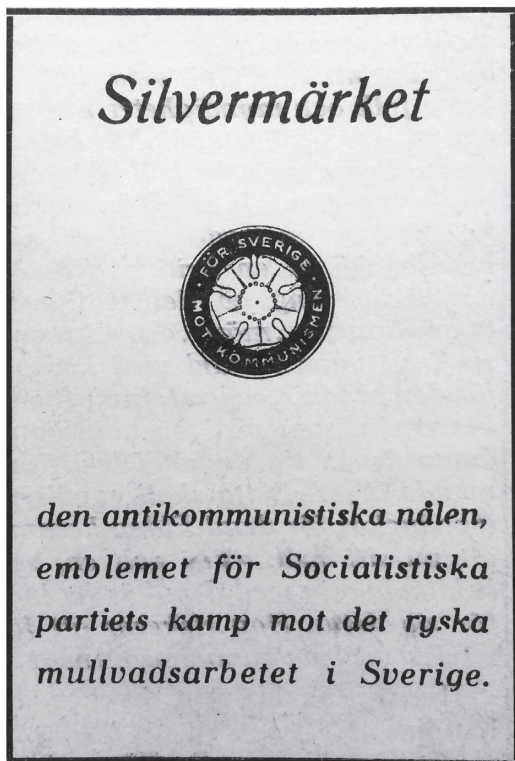 Silvermärket
· FÖR SVERIGE ·
MOT KOMMUNISMEN
den antikommunistiska nålen,
emblemet för Socialistiska
partiets kamp mot det ryska
mullvadsarbetet i Sverige.